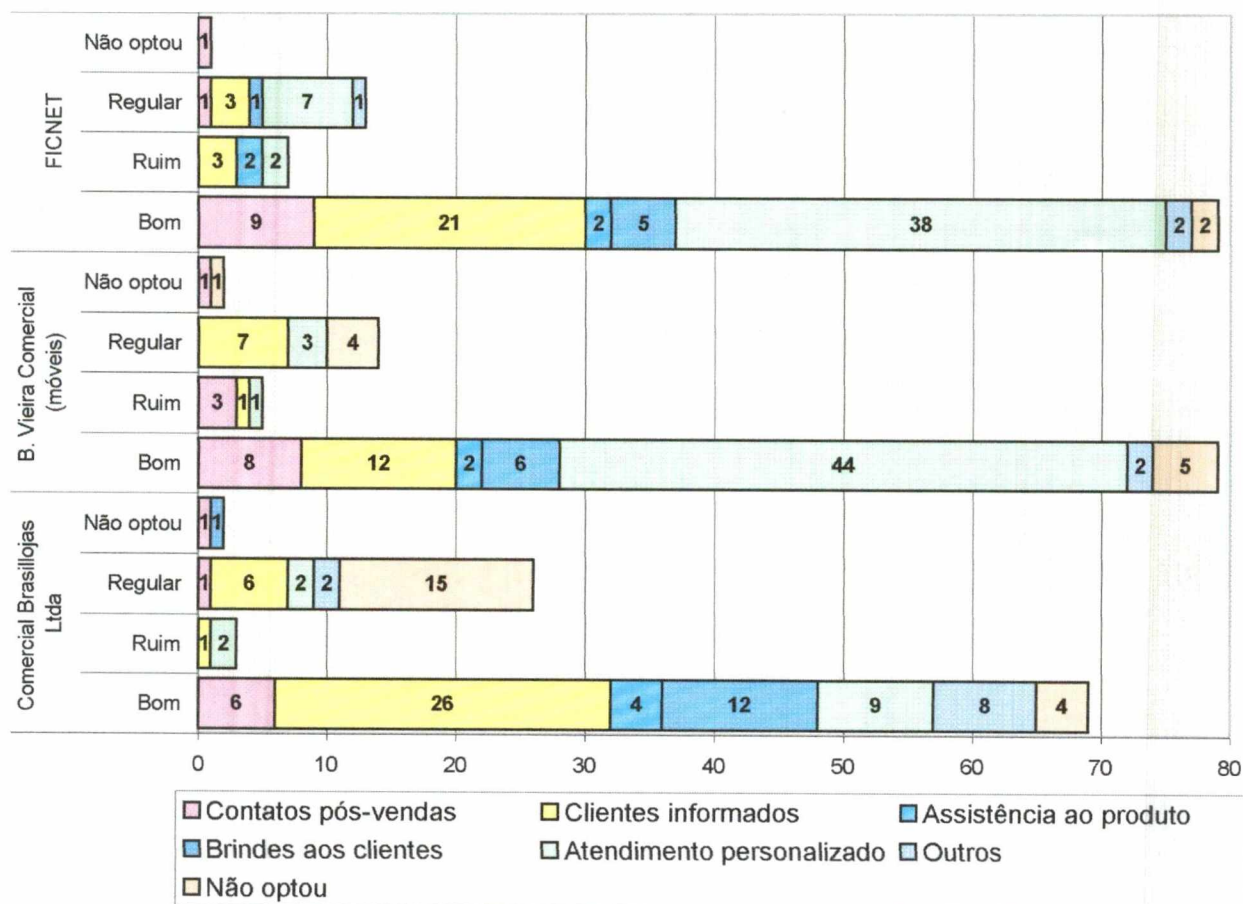 FICNET
Não optou
1
Regular
1 3 1 7 1
Ruim
3 2 2
Bom
9 21 2 5 38 2 2
B. Vieira Comercial
(móveis)
Não optou
1 1
Regular
7 3 4
Ruim
3 1 1
Bom
8 12 2 6 44 2 5
Comercial Brasillojas
Ltda
Não optou
1 1
Regular
1 6 2 2 15
Ruim
1 2
Bom
6 26 4 12 9 8 4
0 10 20 30 40 50 60 70 80
Contatos pós-vendas Clientes informados Assistência ao produto
Brindes aos clientes Atendimento personalizado Outros
Não optou